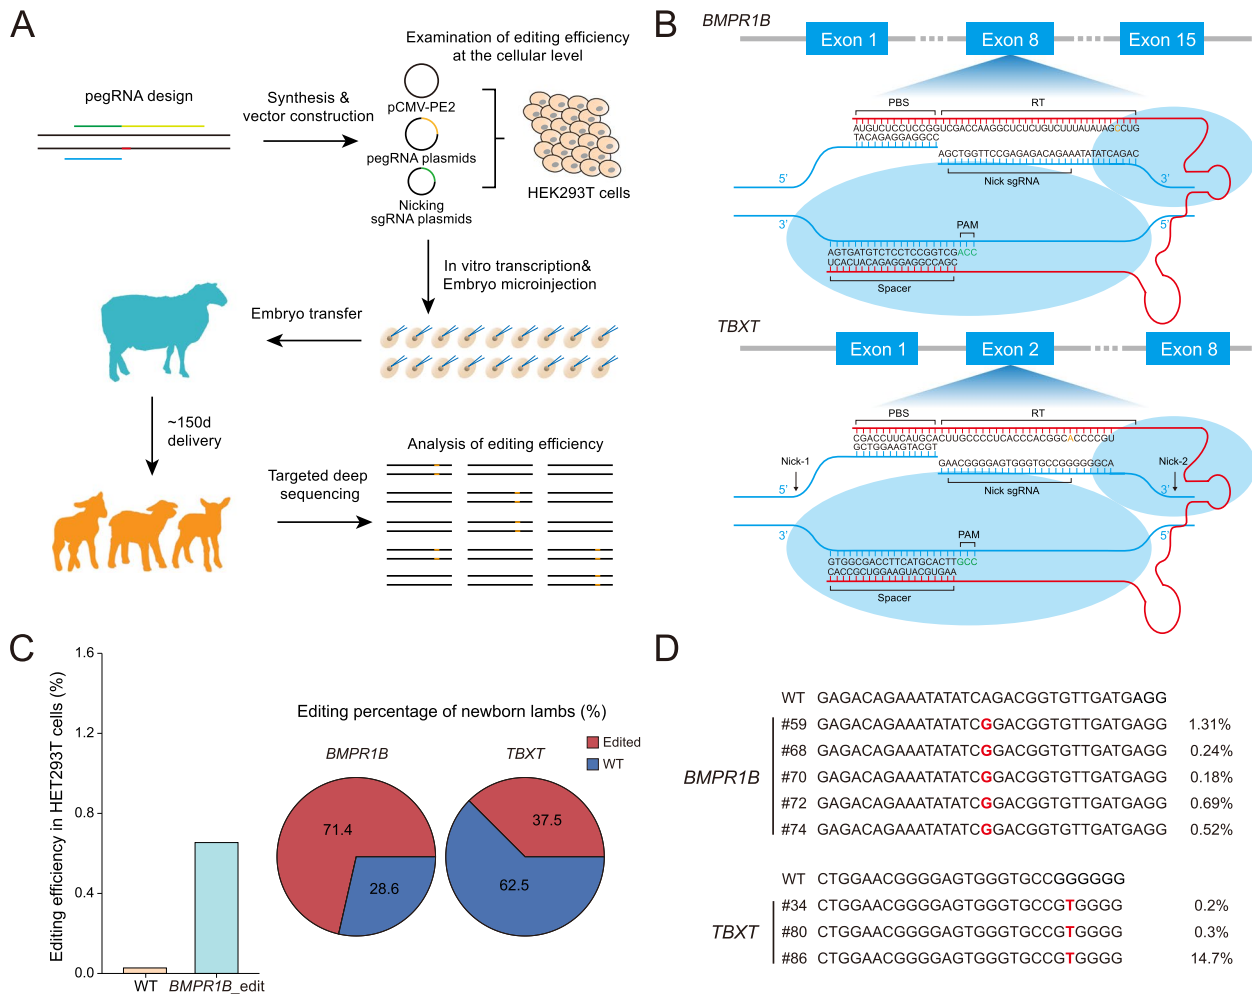 A
pegRNA design
Synthesis &
vector construction
Examination of editing efficiency
at the cellular level
pCMV-PE2
pegRNA plasmids
Nicking
sgRNA plasmids
HEK293T cells
In vitro transcription&
Embryo microinjection
Embryo transfer
~150d
delivery
Targeted deep
sequencing
Analysis of editing efficiency
B
BMPR1B
Exon 1
Exon 8
Exon 15
PBS
RT
AUGUCUCCUCCGGUCGACCAAGGCUCUCUGUCUUUAUAUAGCCUG
TACAGAGGAGGCC
AGCTGGTTCCGAGAGACAGAAATATATCAGAC
Nick sgRNA
5'
3'
3'
5'
PAM
AGTGATGTCTCCTCCGGTCGACC
UCACUACAGAGGAGGCCAGC
Spacer
TBXT
Exon 1
Exon 2
Exon 8
PBS
RT
CGACCUUCAUGCACUUGCCCCUCACCCACGGCACCCCGU
GCTGGAAGTACGT
GAACGGGGAGTGGGTGCCGGGGGGCA
Nick sgRNA
Nick-1
Nick-2
5'
3'
3'
5'
PAM
GTGGCGACCTTCATGCACTTGCC
CACCGCUGGAAGUACGUGAA
Spacer
C
Editing efficiency in HET293T cells (%)
1.6
1.2
0.8
0.4
0.0
WT
BMPR1B_edit
Editing percentage of newborn lambs (%)
BMPR1B
TBXT
Edited
WT
71.4
28.6
37.5
62.5
D
WT GAGACAGAAATATATCAGACGGTGTTGATGAGG
BMPR1B
#59 GAGACAGAAATATATCGGACGGTGTTGATGAGG 1.31%
#68 GAGACAGAAATATATCGGACGGTGTTGATGAGG 0.24%
#70 GAGACAGAAATATATCGGACGGTGTTGATGAGG 0.18%
#72 GAGACAGAAATATATCGGACGGTGTTGATGAGG 0.69%
#74 GAGACAGAAATATATCGGACGGTGTTGATGAGG 0.52%
WT CTGGAACGGGGAGTGGGTGCCGGGGGG
TBXT
#34 CTGGAACGGGGAGTGGGTGCCGTGGGG 0.2%
#80 CTGGAACGGGGAGTGGGTGCCGTGGGG 0.3%
#86 CTGGAACGGGGAGTGGGTGCCGTGGGG 14.7%